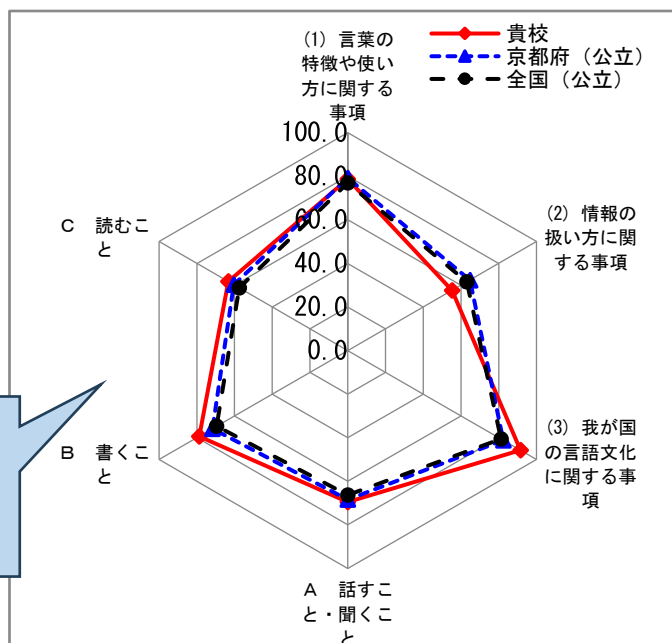 貴校
京都府（公立）
全国（公立）
(1) 言葉の
特徴や使い
方に関する
事項
100.0
80.0
60.0
40.0
20.0
0.0
(2) 情報の
扱い方に関
する事項
(3) 我が国
の言語文化
に関する事
項
A 話すこ
と・聞くこ
と
B 書くこ
と
C 読むこ
と